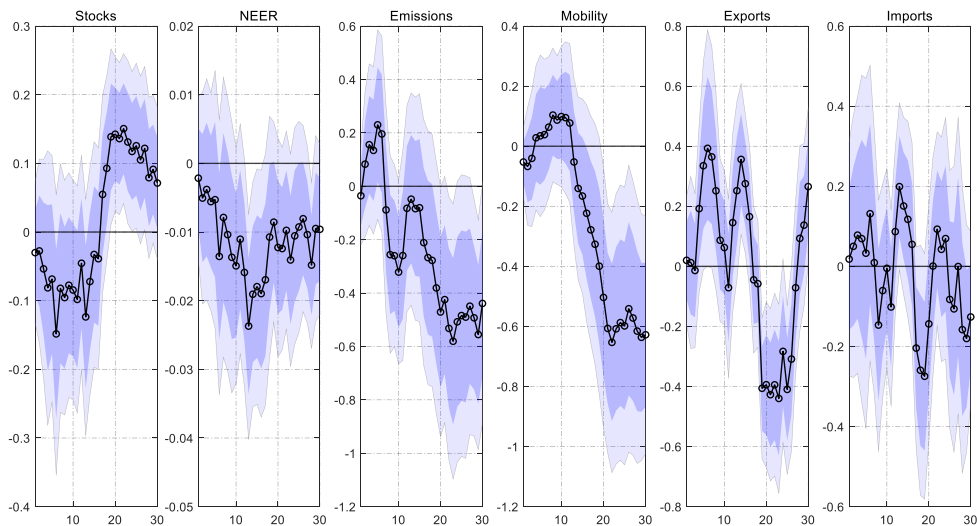 Stocks NEER Emissions Mobility Exports Imports
0.3 0.02 0.6 0.4 0.8 0.6
0.2 0.01 0.4 0.2 0.6 0.4
0.1 0 0.2 0 0.4 0.2
0 -0.01 0 -0.2 0.2 0
-0.1 -0.02 -0.2 -0.4 0 -0.2
-0.2 -0.03 -0.4 -0.6 -0.2 -0.4
-0.3 -0.04 -0.6 -0.8 -0.4 -0.6
-0.4 -0.05 -0.8 -1 -0.6
-1 -1.2 -0.8
-1.2
10 20 30 10 20 30 10 20 30 10 20 30 10 20 30 10 20 30